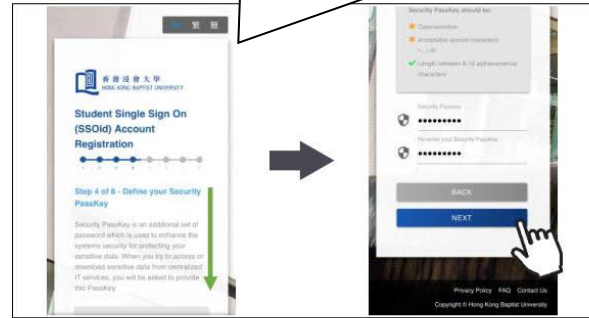 繁 簡
香港浸會大學
HONG KONG BAPTIST UNIVERSITY
Student Single Sign On
(SSOid) Account
Registration
Step 4 of 8 - Define your Security
PassKey
Security PassKey is an additional set of
password which is used to enhance the
systems security for protecting your
sensitive data. When you try to access or
download sensitive data from centralized
IT services, you will be asked to provide
this PassKey.
Security Passkey should be:
Case-sensitive
Acceptable special characters:
Length between 8-10 alphanumerical
characters
Security Passkey
Re-enter your Security PassKey
BACK
NEXT
Privacy Policy FAQ Contact Us
Copyright © Hong Kong Baptist University